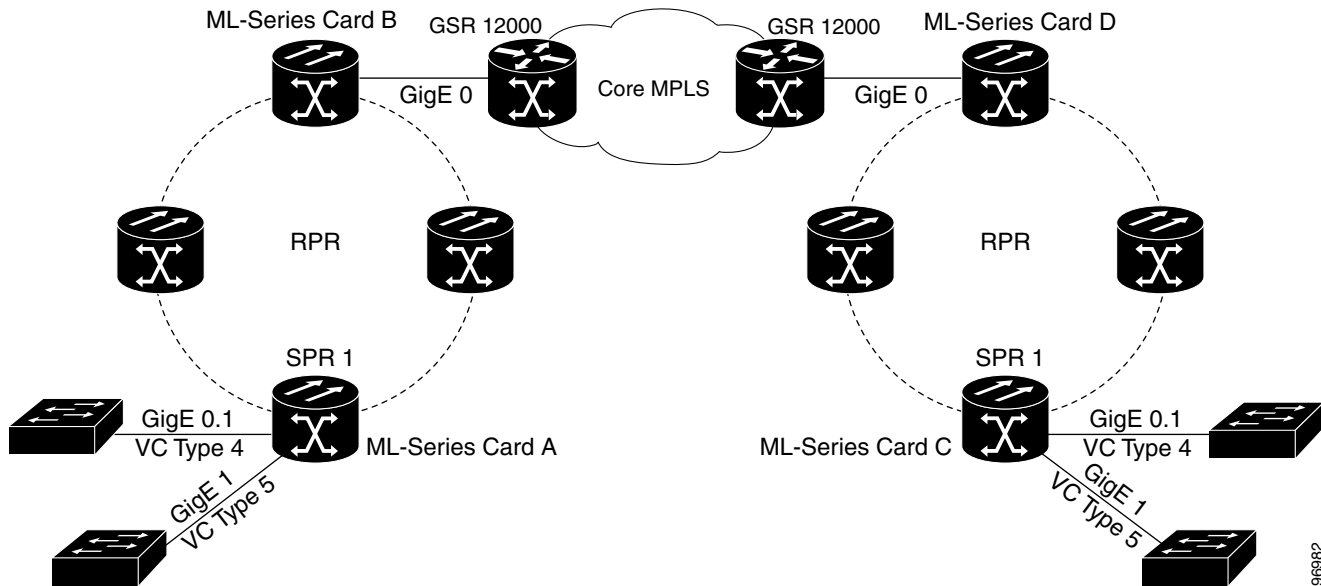 ML-Series Card B
GSR 12000
GSR 12000
ML-Series Card D
GigE 0
Core MPLS
GigE 0
RPR
RPR
SPR 1
SPR 1
GigE 0.1
VC Type 4
ML-Series Card A
GigE 1
VC Type 5
ML-Series Card C
GigE 0.1
VC Type 4
GigE 1
VC Type 5
96982